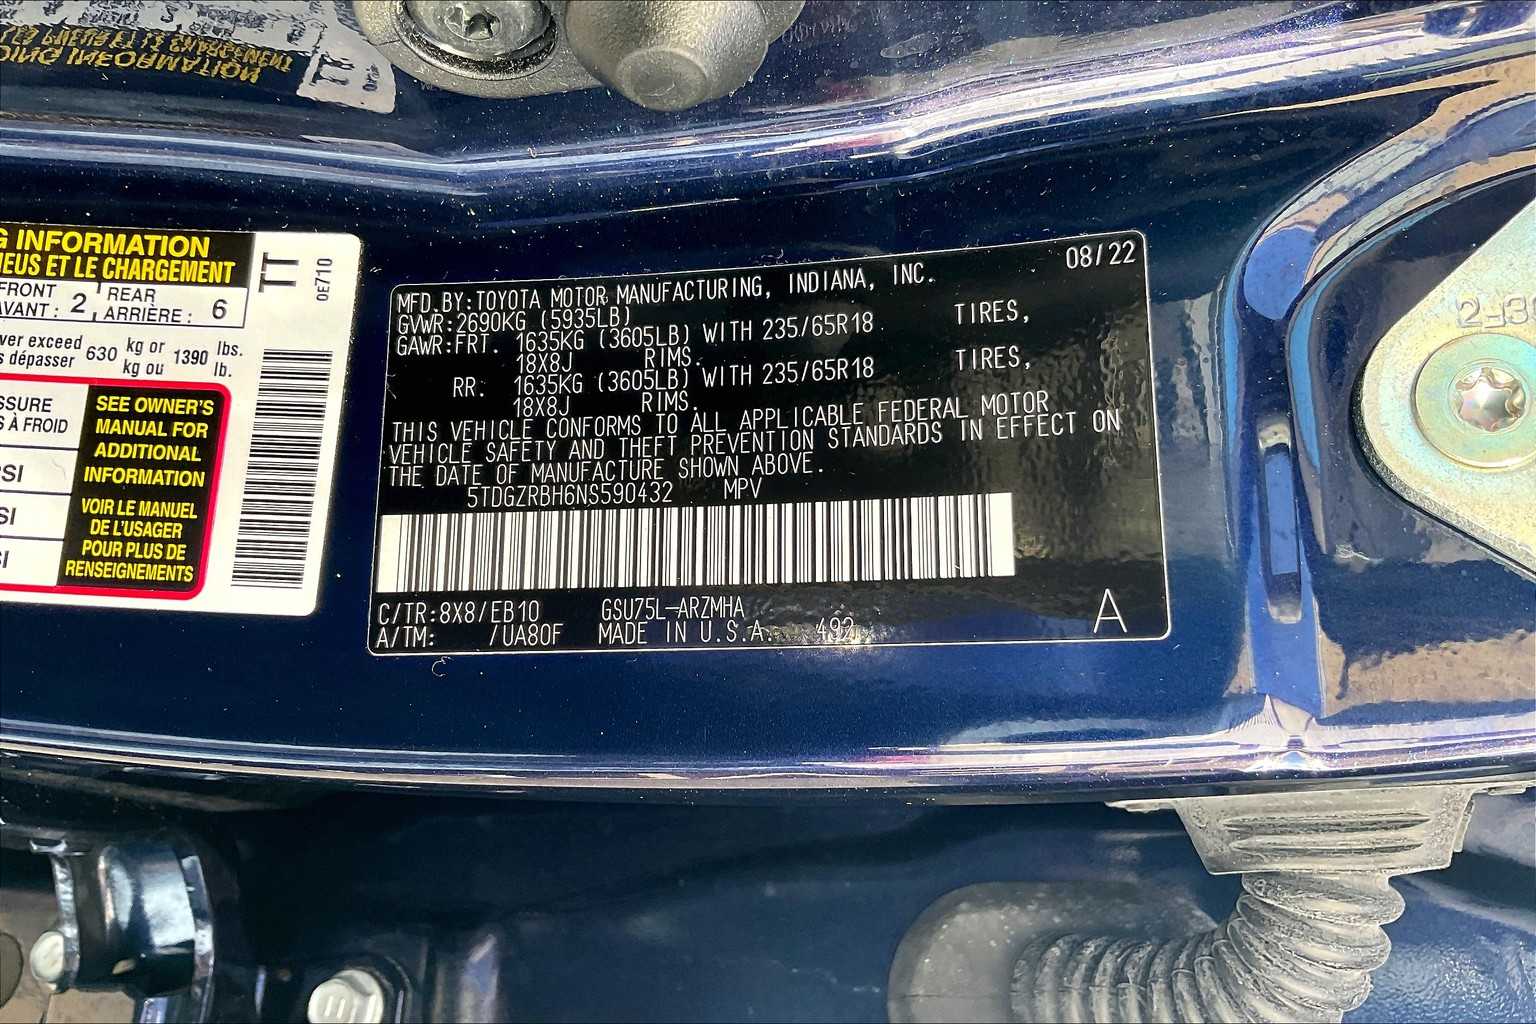 G INFORMATION
NEUS ET LE CHARGEMENT
FRONT
AVANT : 2
REAR
ARRIÈRE : 6
ver exceed
s dépasser 630 kg or
kg ou 1390 lbs.
lb.
SSURE
S À FROID
SI
SI
SEE OWNER'S
MANUAL FOR
ADDITIONAL
INFORMATION
VOIR LE MANUEL
DE L'USAGER
POUR PLUS DE
RENSEIGNEMENTS
TT
0E710
08/22
MFD.BY:TOYOTA MOTOR MANUFACTURING, INDIANA, INC.
GVWR:2690KG (5935LB)
GAWR:FRT. 1635KG (3605LB) WITH 235/65R18 TIRES,
18X8J RIMS.
RR. 1635KG (3605LB) WITH 235/65R18 TIRES,
18X8J RIMS.
THIS VEHICLE CONFORMS TO ALL APPLICABLE FEDERAL MOTOR
VEHICLE SAFETY AND THEFT PREVENTION STANDARDS IN EFFECT ON
THE DATE OF MANUFACTURE SHOWN ABOVE.
5TDGZRBH6NS590432 MPV
C/TR:8X8/EB10 GSU75L-ARZMHA
A/TM: /UA80F MADE IN U.S.A. 492
A